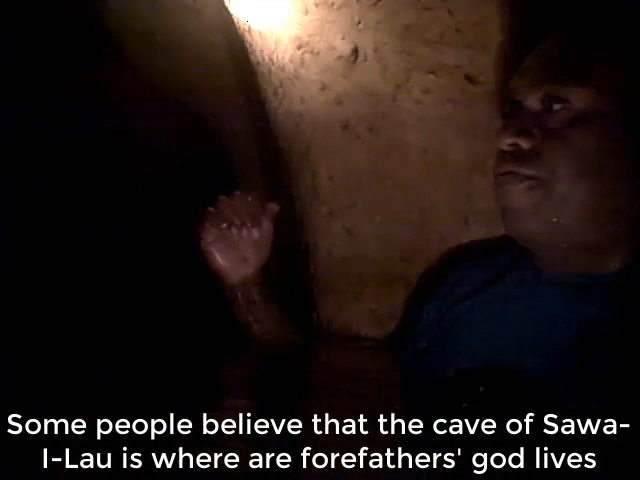 Some people believe that the cave of Sawa-
I-Lau is where are forefathers' god lives